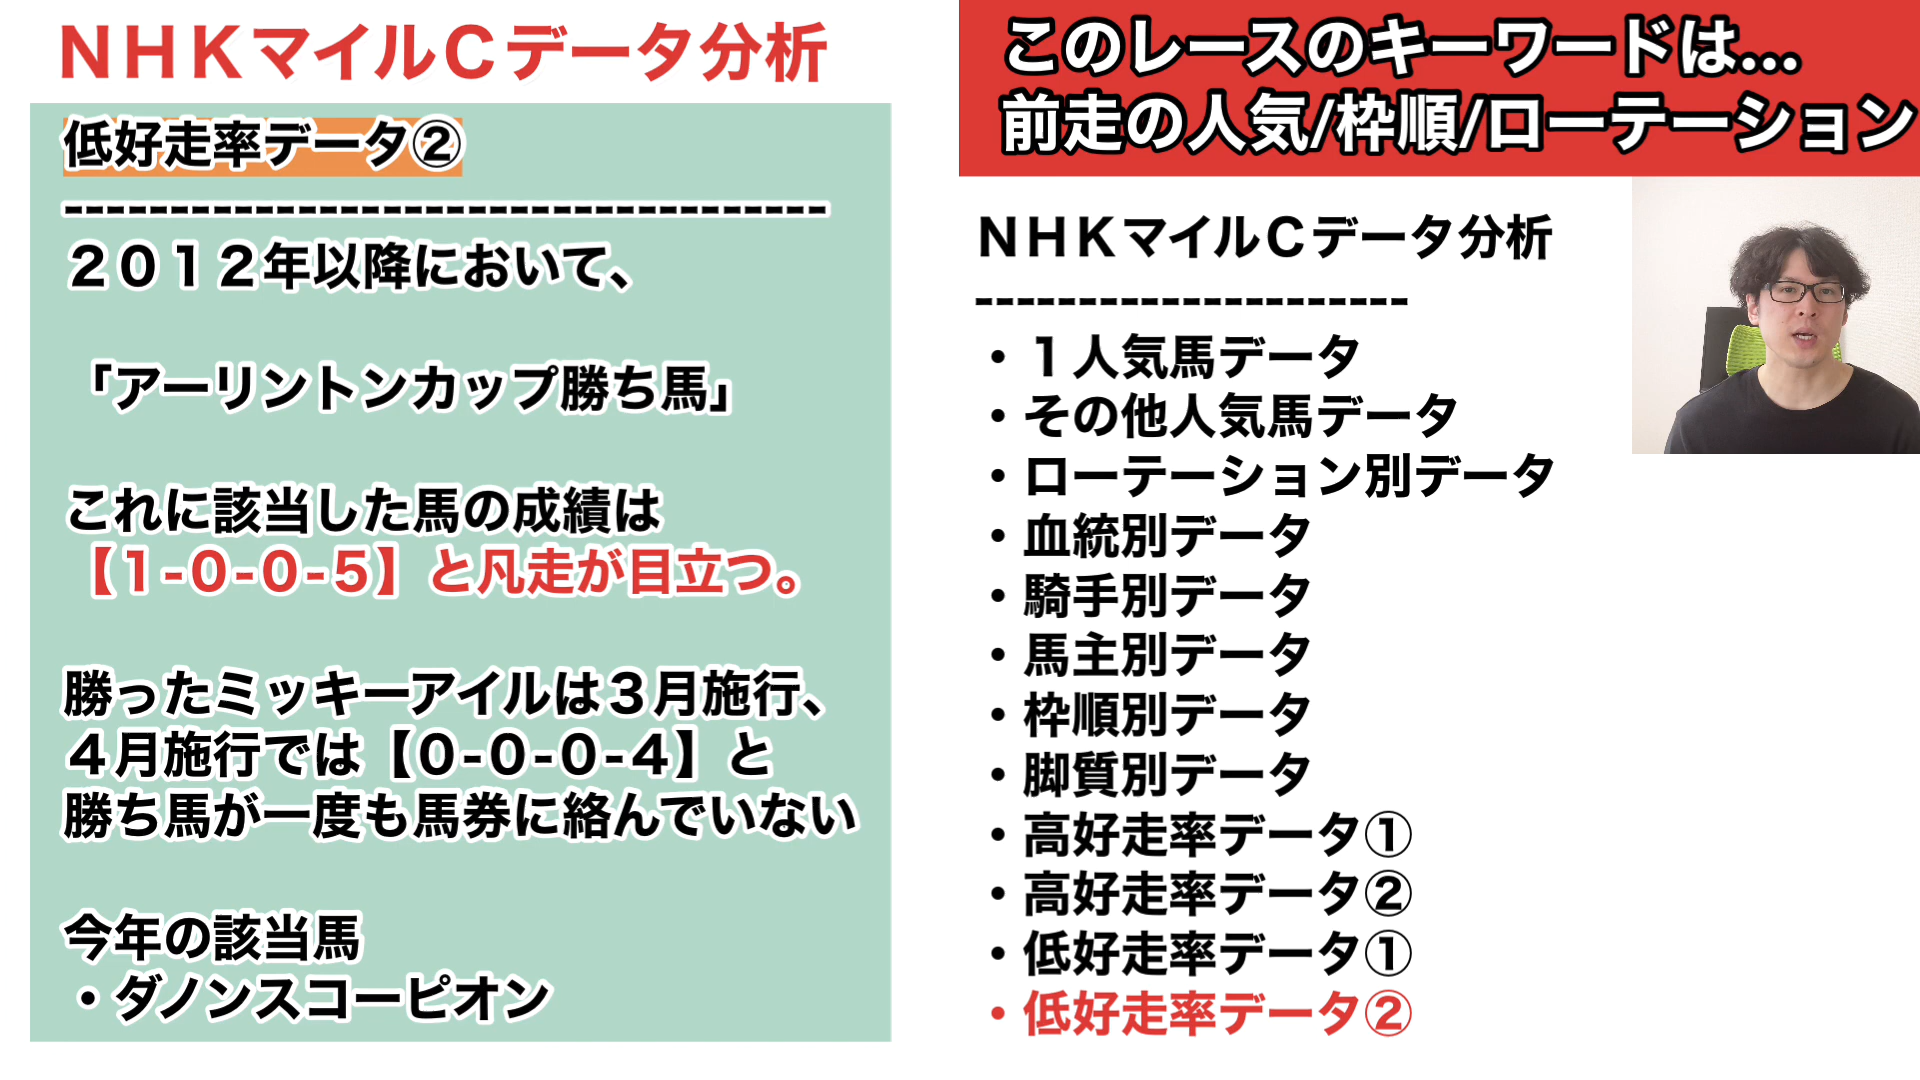 ＮＨＫマイルＣデータ分析
低好走率データ②
------------------------------------
２０１２年以降において、
「アーリントンカップ勝ち馬」
これに該当した馬の成績は
【１-０-０-５】と凡走が目立つ。
勝ったミッキーアイルは３月施行、
４月施行では【０-０-０-４】と
勝ち馬が一度も馬券に絡んでいない
今年の該当馬
・ダノンスコーピオン
このレースのキーワードは…
前走の人気/枠順/ローテーション
ＮＨＫマイルＣデータ分析
---------------------
・１人気馬データ
・その他人気馬データ
・ローテーション別データ
・血統別データ
・騎手別データ
・馬主別データ
・枠順別データ
・脚質別データ
・高好走率データ①
・高好走率データ②
・低好走率データ①
・低好走率データ②